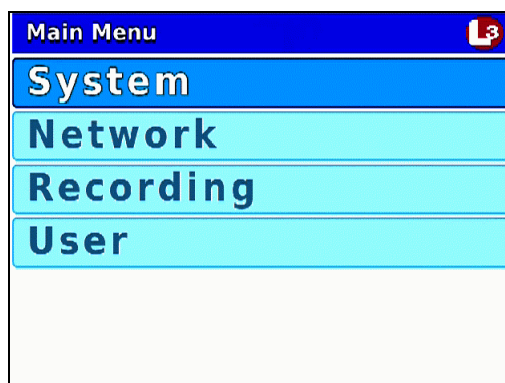 Main Menu
L3
System
Network
Recording
User